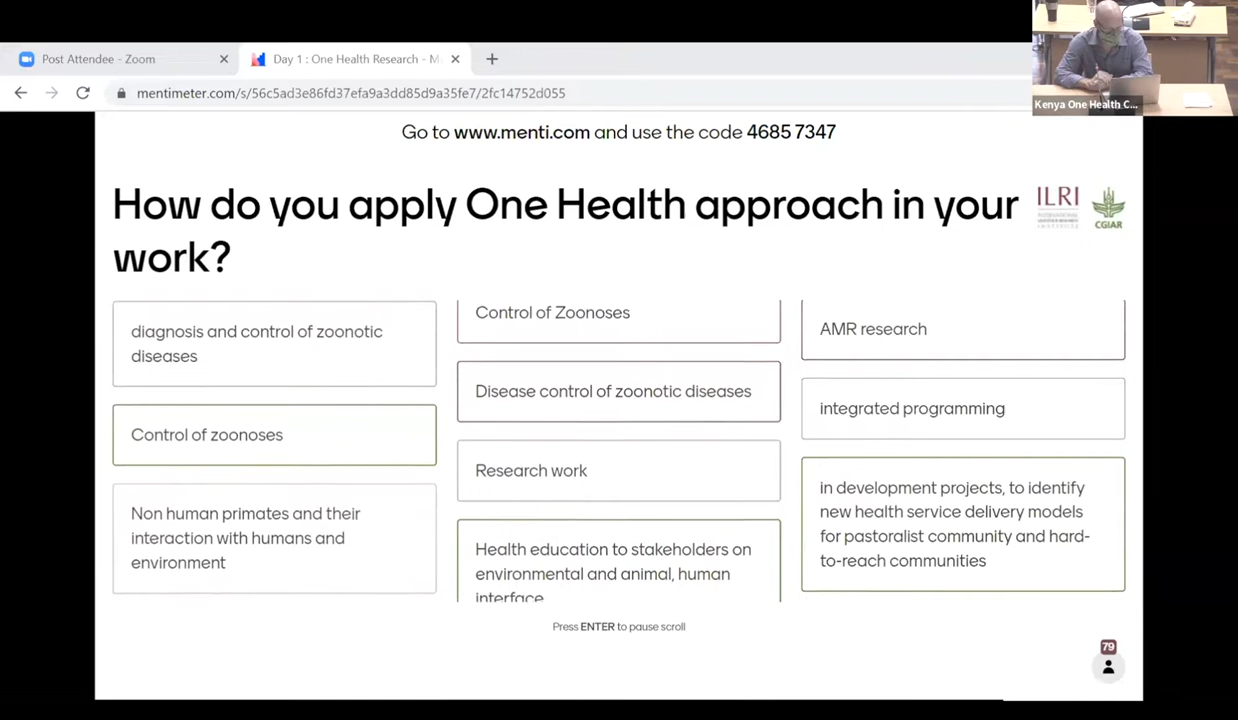 Post Attendee - Zoom
Day 1 : One Health Research - M
mentimeter.com/s/56c5ad3e86fd37efa9a3dd85d9a35fe7/2fc14752d055
Kenya One Health C...
Go to www.menti.com and use the code 4685 7347
How do you apply One Health approach in your
work?
ILRI
CGIAR
diagnosis and control of zoonotic
diseases
Control of zoonoses
Non human primates and their
interaction with humans and
environment
Control of Zoonoses
Disease control of zoonotic diseases
Research work
Health education to stakeholders on
environmental and animal, human
interface
AMR research
integrated programming
in development projects, to identify
new health service delivery models
for pastoralist community and hard-
to-reach communities
Press ENTER to pause scroll
79